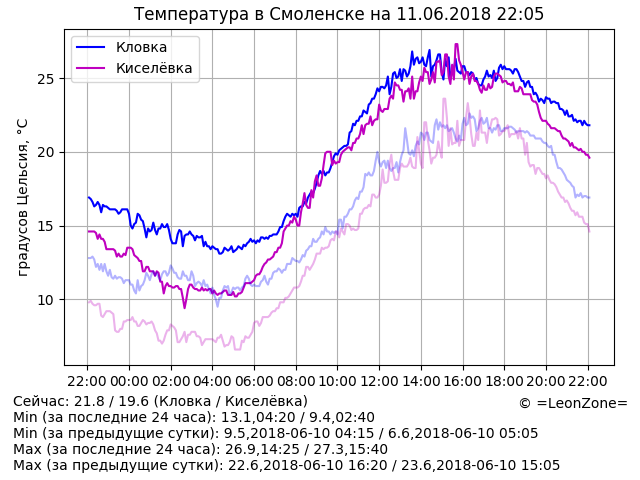 Температура в Смоленске на 11.06.2018 22:05
Кловка
Киселёвка
градусов Цельсия, °C
25
20
15
10
22:00 00:00 02:00 04:00 06:00 08:00 10:00 12:00 14:00 16:00 18:00 20:00 22:00
Сейчас: 21.8 / 19.6 (Кловка / Киселёвка)
© =LeonZone=
Min (за последние 24 часа): 13.1,04:20 / 9.4,02:40
Min (за предыдущие сутки): 9.5,2018-06-10 04:15 / 6.6,2018-06-10 05:05
Max (за последние 24 часа): 26.9,14:25 / 27.3,15:40
Max (за предыдущие сутки): 22.6,2018-06-10 16:20 / 23.6,2018-06-10 15:05